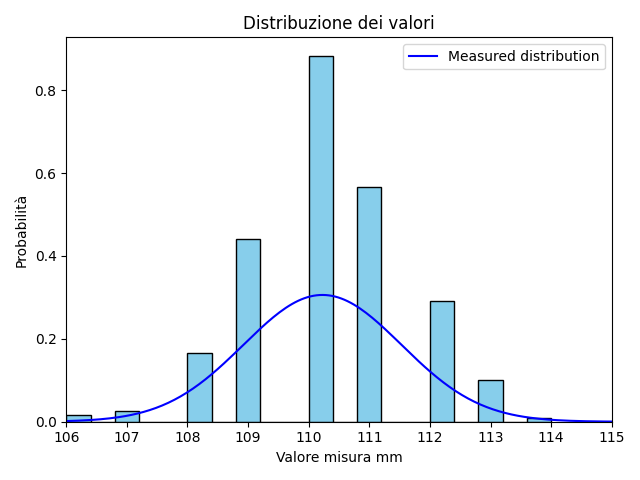 Distribuzione dei valori
Measured distribution
Probabilità
0.8
0.6
0.4
0.2
0.0
106 107 108 109 110 111 112 113 114 115
Valore misura mm